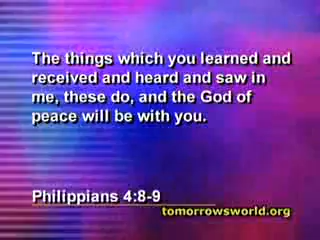 The things which you learned and
received and heard and saw in
me, these do, and the God of
peace will be with you.
Philippians 4:8-9
tomorrowsworld.org